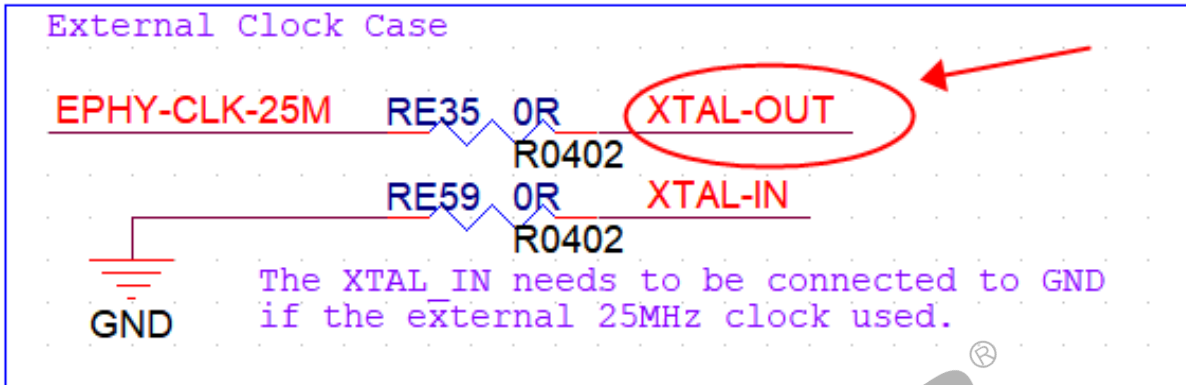 External Clock Case
EPHY-CLK-25M RE35 0R XTAL-OUT
R0402
RE59 0R XTAL-IN
R0402
The XTAL_IN needs to be connected to GND
GND if the external 25MHz clock used.
®